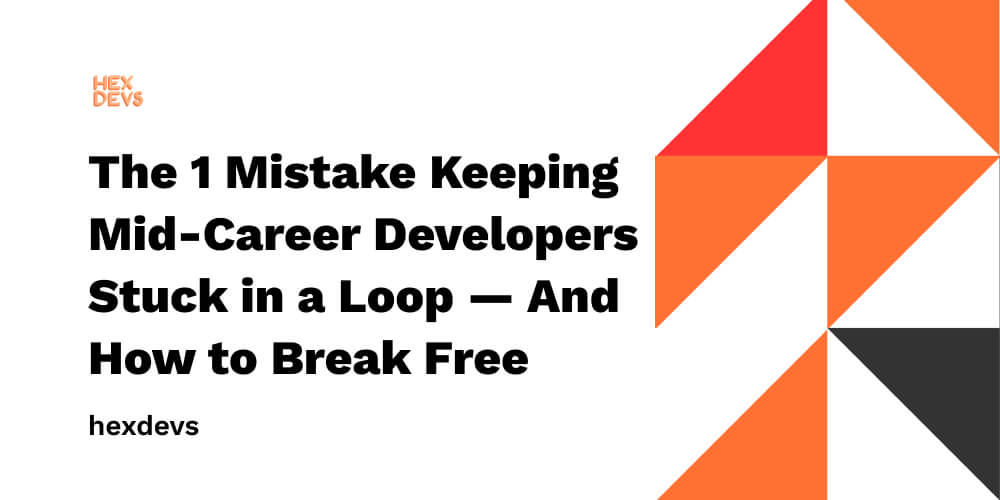 HEX
DEVS
The 1 Mistake Keeping
Mid-Career Developers
Stuck in a Loop — And
How to Break Free
hexdevs